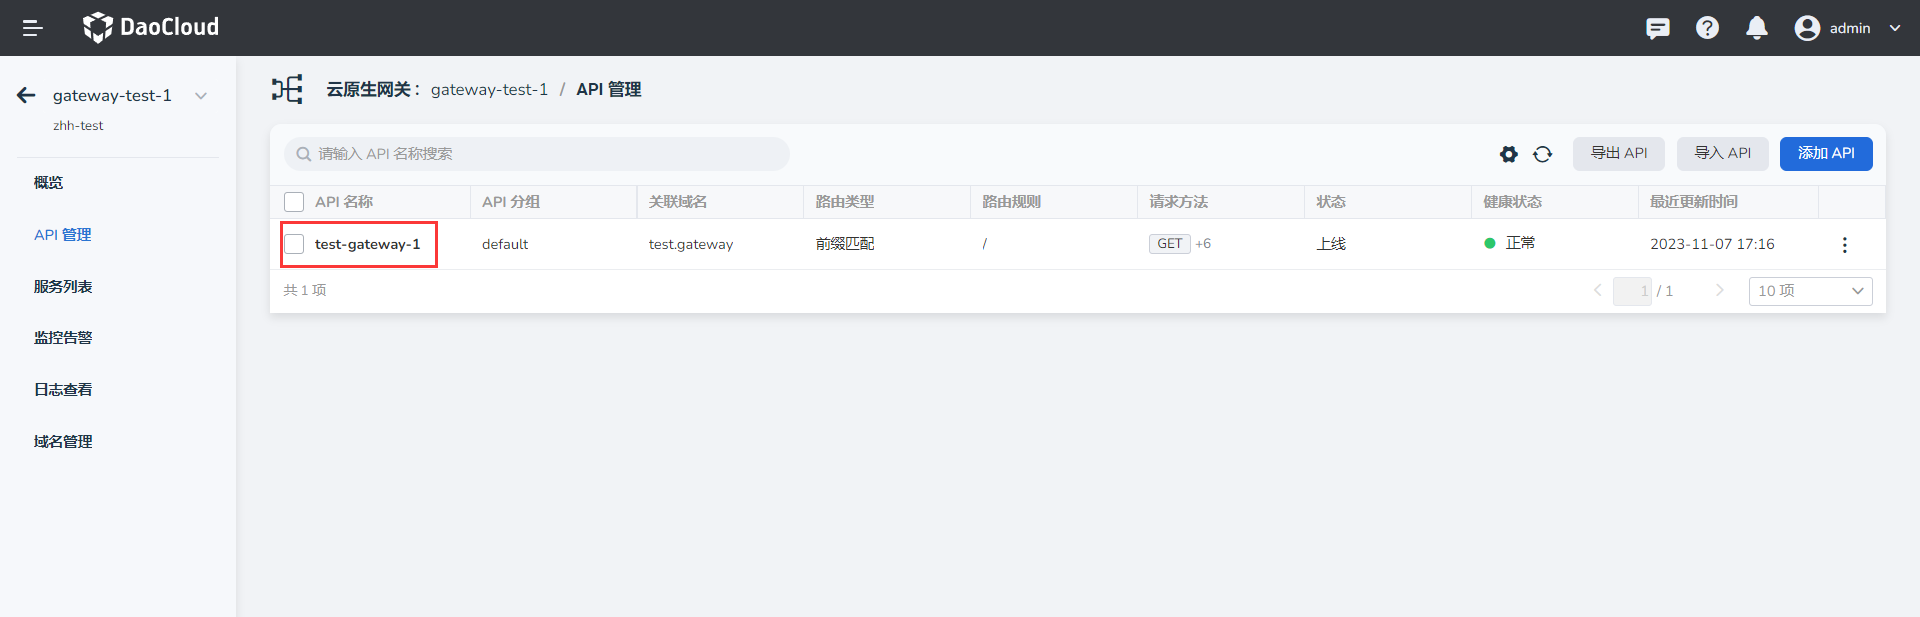 DaoCloud
admin
gateway-test-1
zhh-test
概览
API 管理
服务列表
监控告警
日志查看
域名管理
云原生网关： gateway-test-1 / API 管理
请输入 API 名称搜索
导出 API
导入 API
添加 API
API 名称 API 分组 关联域名 路由类型 路由规则 请求方法 状态 健康状态 最近更新时间
test-gateway-1 default test.gateway 前缀匹配 / GET +6 上线 正常 2023-11-07 17:16
共 1 项
1 / 1
10 项